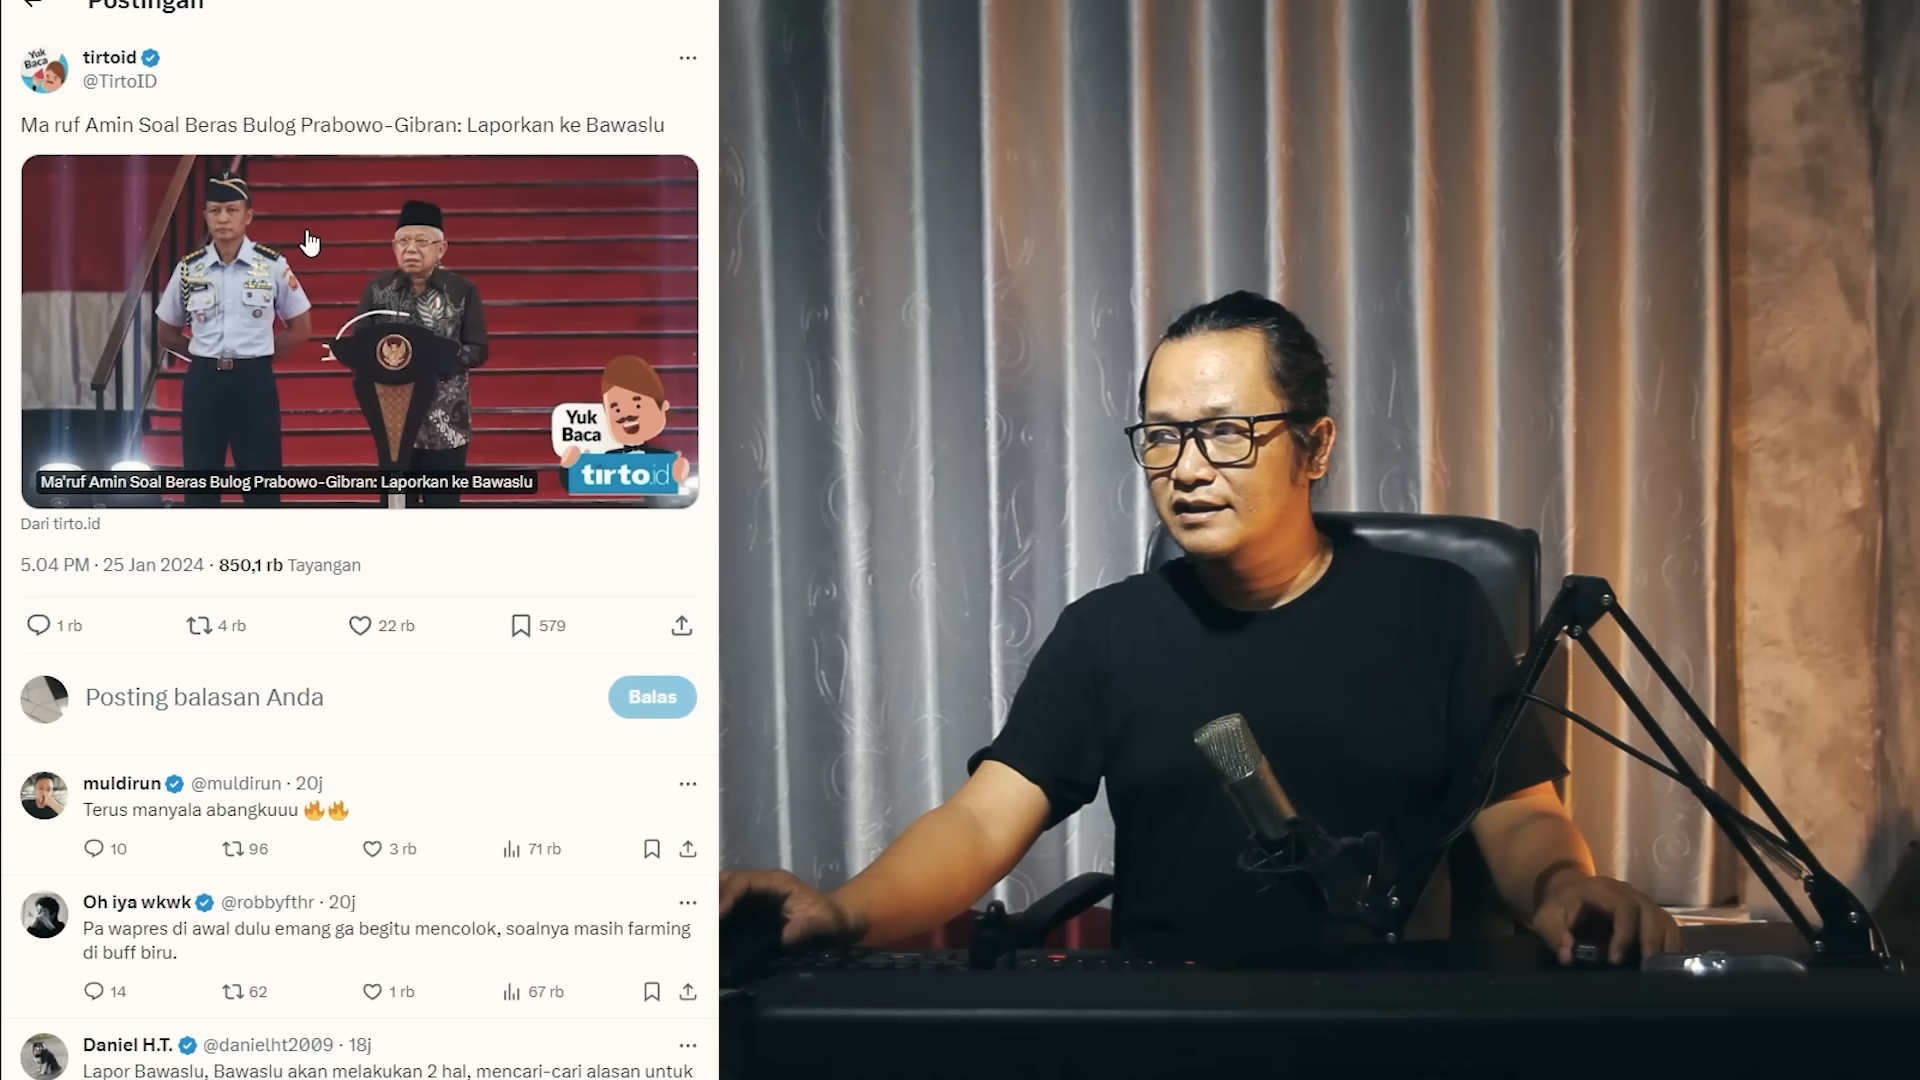 Postingan
Yuk
Baca
tirtoid
@TirtoID
Ma ruf Amin Soal Beras Bulog Prabowo-Gibran: Laporkan ke Bawaslu
Yuk
Baca
tirto.id
Ma'ruf Amin Soal Beras Bulog Prabowo-Gibran: Laporkan ke Bawaslu
Dari tirto.id
5.04 PM · 25 Jan 2024 · 850,1 rb Tayangan
1 rb 4 rb 22 rb 579
Posting balasan Anda Balas
muldirun @muldirun · 20j
Terus manyala abangkuuu 🔥🔥
10 96 3 rb 71 rb
Oh iya wkwk @robbyfthr · 20j
Pa wapres di awal dulu emang ga begitu mencolok, soalnya masih farming
di buff biru.
14 62 1 rb 67 rb
Daniel H.T. @danielht2009 · 18j
Lapor Bawaslu, Bawaslu akan melakukan 2 hal, mencari-cari alasan untuk